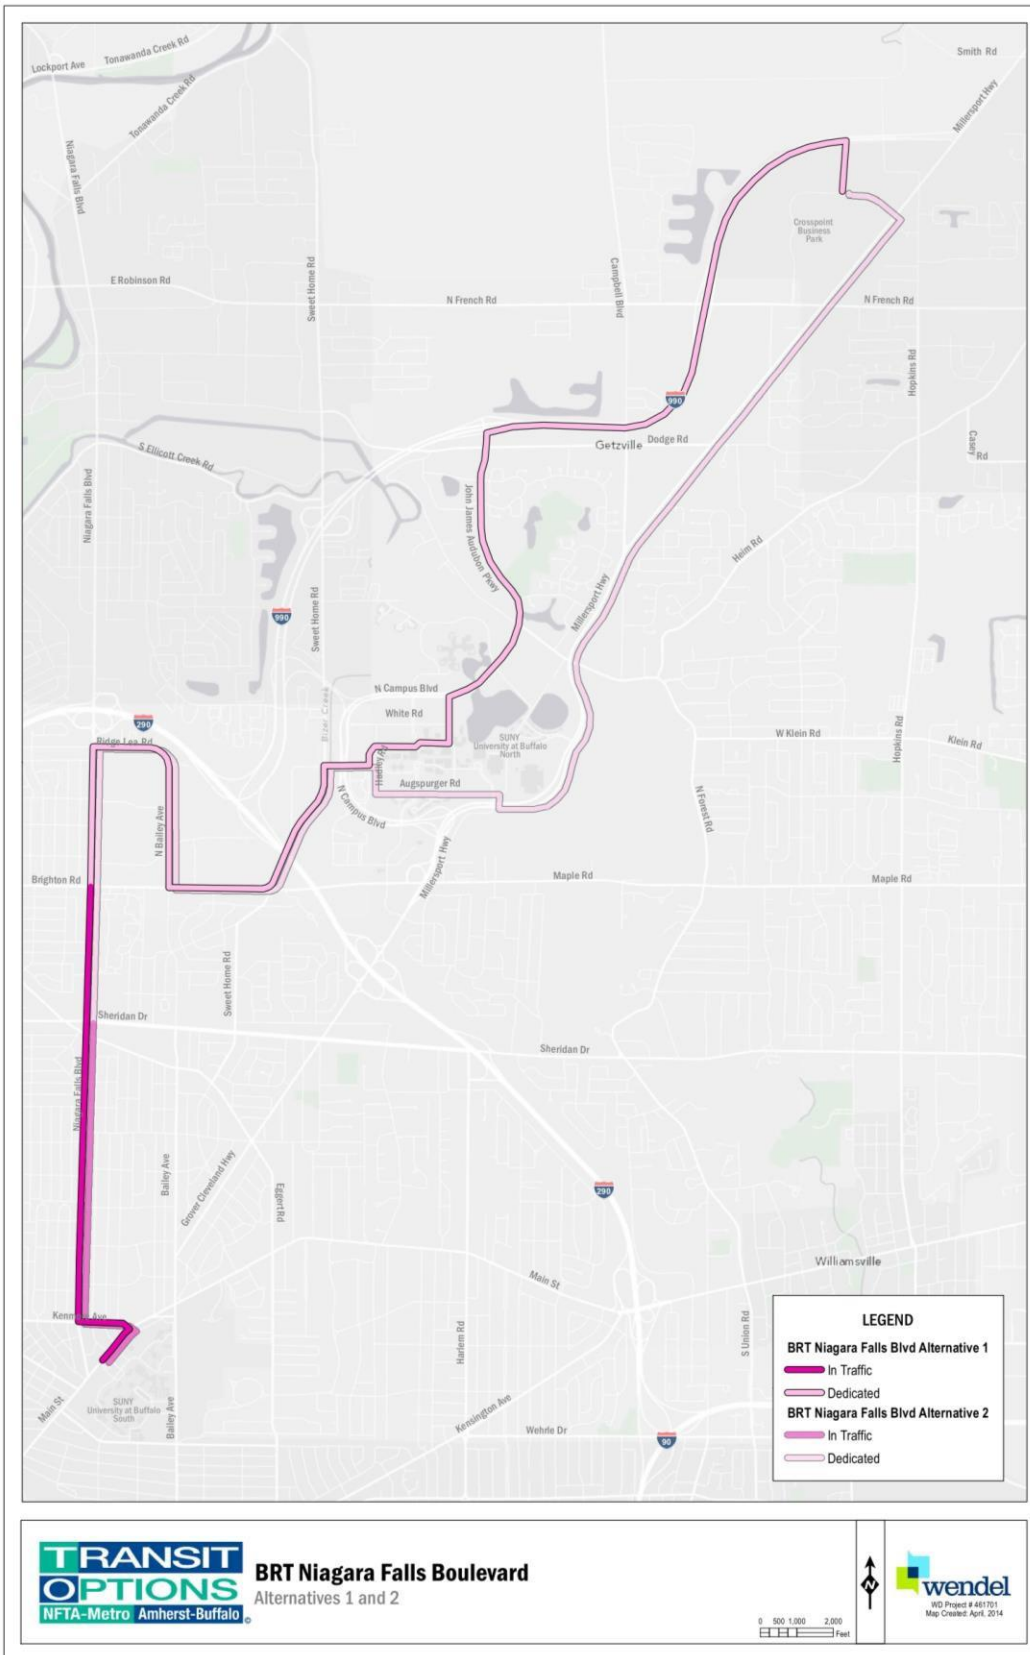 Smith Rd
Tonawanda Creek Rd
Lockport Ave
Millersport Hwy
Tonawanda Creek Rd
Niagara Falls Blvd
Crosspoint
Business
Park
Sweet Home Rd
Campbell Blvd
E Robinson Rd
N French Rd
N French Rd
Hopkins Rd
990
Getzville
Dodge Rd
Casey
Rd
S Ellicott Creek Rd
Niagara Falls Blvd
John James Audubon Pkwy
Heim Rd
Millersport Hwy
990
Sweet Home Rd
N Campus Blvd
Bizer Creek
White Rd
290
Ridge Lea Rd
SUNY
University at Buffalo
North
W Klein Rd
Hopkins Rd
Klein Rd
Hadley Rd
Augspurger Rd
N Campus Blvd
N Bailey Ave
N Forest Rd
Millersport Hwy
Brighton Rd
Maple Rd
Maple Rd
Sweet Home Rd
Sheridan Dr
Sheridan Dr
Niagara Falls Blvd
Bailey Ave
Grover Cleveland Hwy
Eggert Rd
290
Williamsville
Main St
Kenmore Ave
Harlem Rd
S Union Rd
Main St
SUNY
University at Buffalo
South
Bailey Ave
Kensington Ave
Wehrle Dr
90
LEGEND
BRT Niagara Falls Blvd Alternative 1
In Traffic
Dedicated
BRT Niagara Falls Blvd Alternative 2
In Traffic
Dedicated
TRANSIT
OPTIONS
NFTA-Metro Amherst-Buffalo
BRT Niagara Falls Boulevard
Alternatives 1 and 2
0 500 1,000 2,000
Feet
N
wendel
WD Project # 461701
Map Created: April, 2014